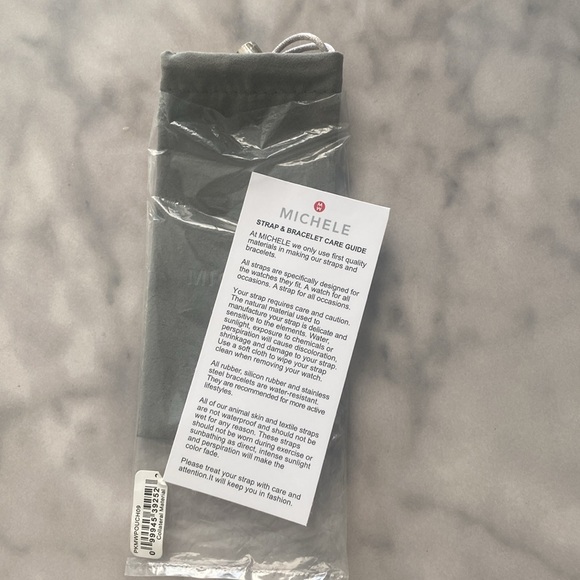 MW
MICHELE
STRAP & BRACELET CARE GUIDE
At MICHELE we only use first quality
materials in making our straps and
bracelets.
All straps are specifically designed for
the watches they fit. A watch for all
occasions. A strap for all occasions.
Your strap requires care and caution.
The natural material used to
manufacture your strap is delicate and
sensitive to the elements. Water,
sunlight, exposure to chemicals or
perspiration will cause discoloration,
shrinkage and damage to your strap.
Use a soft cloth to wipe your strap
clean when removing your watch.
All rubber, silicon rubber and stainless
steel bracelets are water-resistant.
They are recommended for more active
lifestyles.
All of our animal skin and textile straps
are not waterproof and should not be
wet for any reason. These straps
should not be worn during exercise or
sunbathing as direct, intense sunlight
and perspiration will make the
color fade.
Please treat your strap with care and
attention.It will keep you in fashion.
PKMWPOUCH09
0 99945 39252
Collateral Material